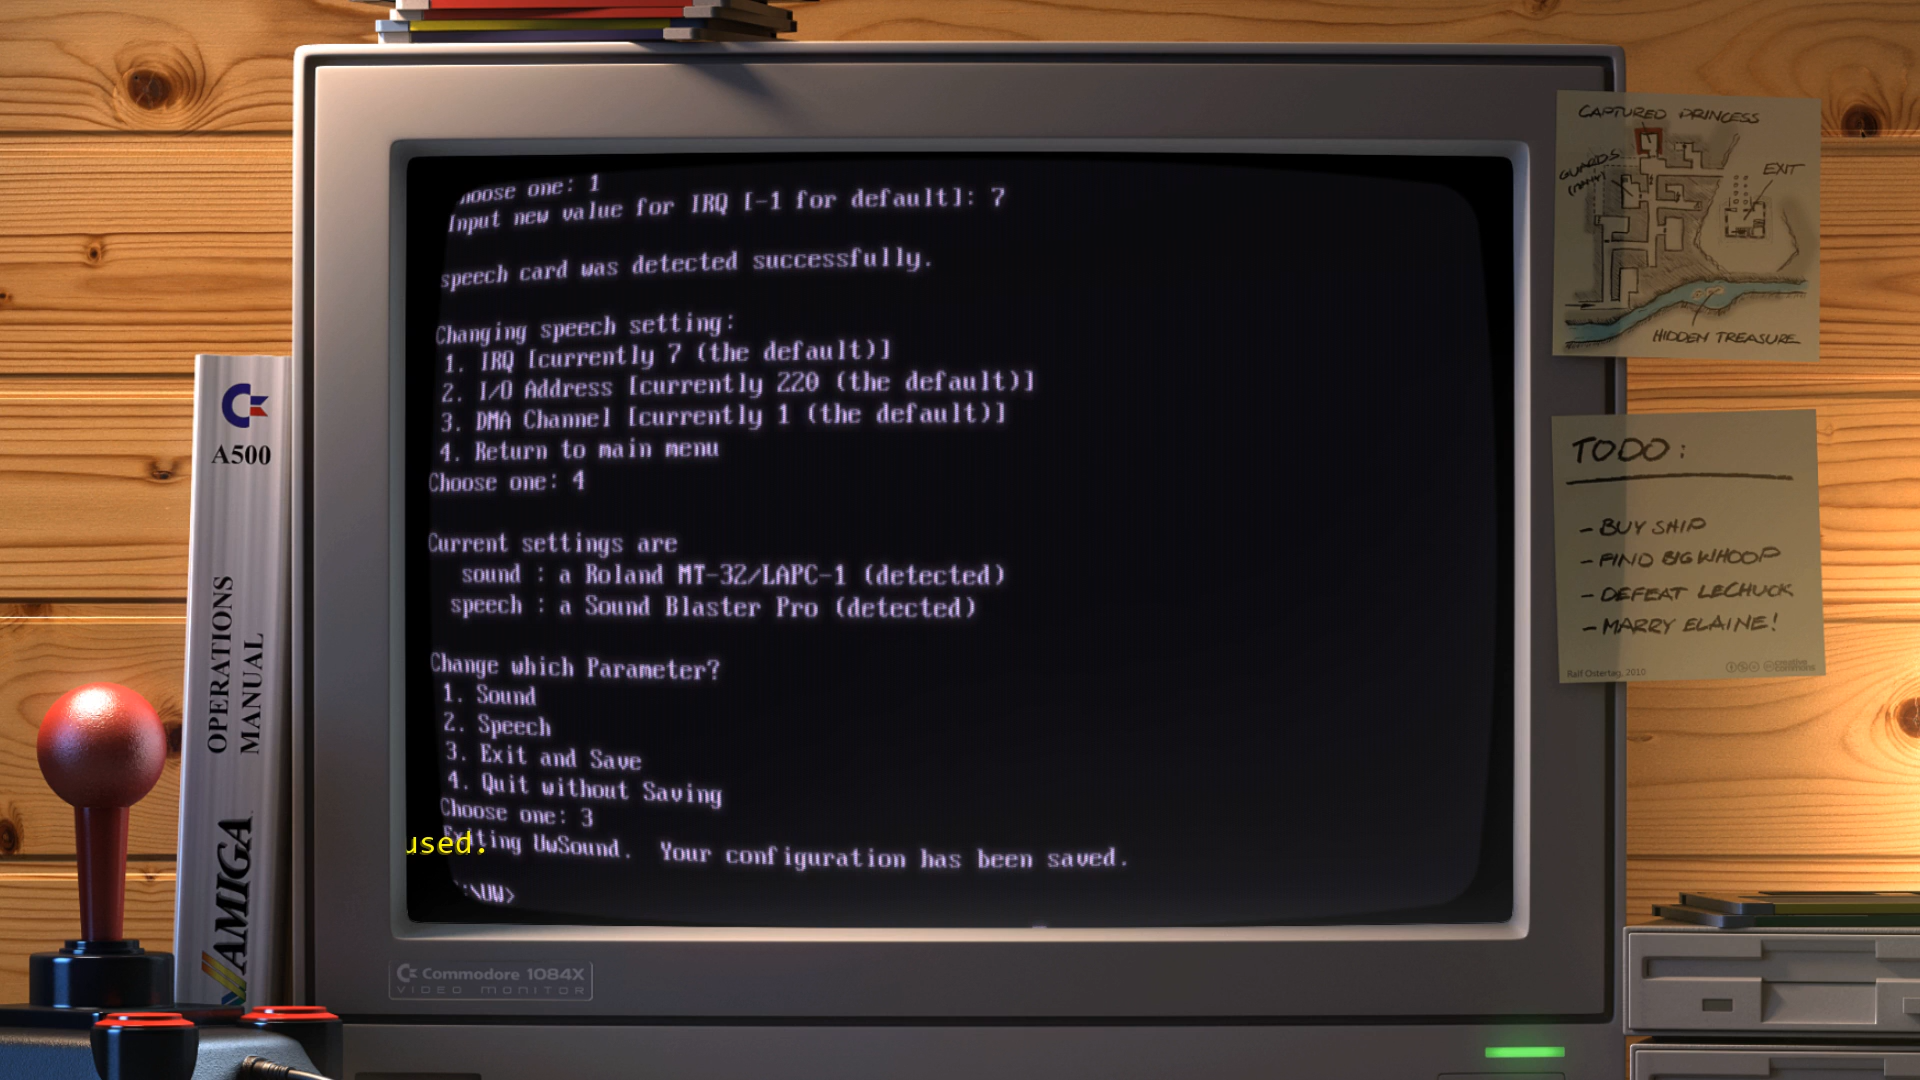 hoose one: 1
Input new value for IRQ [-1 for default]: 7
speech card was detected successfully.
Changing speech setting:
1. IRQ [currently 7 (the default)]
2. I/O Address [currently 220 (the default)]
3. DMA Channel [currently 1 (the default)]
4. Return to main menu
Choose one: 4
Current settings are
sound : a Roland MT-32/LAPC-1 (detected)
speech : a Sound Blaster Pro (detected)
Change which Parameter?
1. Sound
2. Speech
3. Exit and Save
4. Quit without Saving
Choose one: 3
Exiting UwSound. Your configuration has been saved.
used.
:\UW>
Commodore 1084X
VIDEO MONITOR
A500
OPERATIONS
MANUAL
AMIGA
CAPTURED PRINCESS
GUARDS
(MANY)
EXIT
HIDDEN TREASURE
TODO:
- BUY SHIP
- FIND BIG WHOOP
- DEFEAT LECHUCK
- MARRY ELAINE!
Ralf Ostertag, 2010
creative
commons